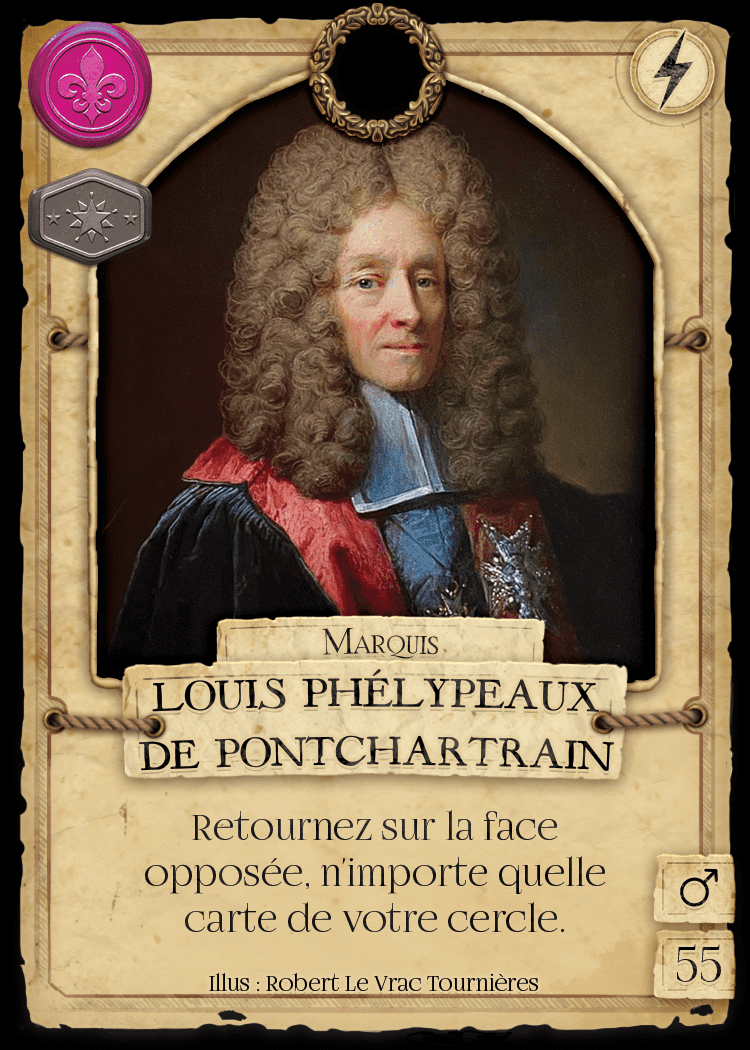 Marquis
LOUIS PHÉLYPEAUX
DE PONTCHARTRAIN
Retournez sur la face
opposée, n'importe quelle
carte de votre cercle.
Illus : Robert Le Vrac Tournières
♂
55